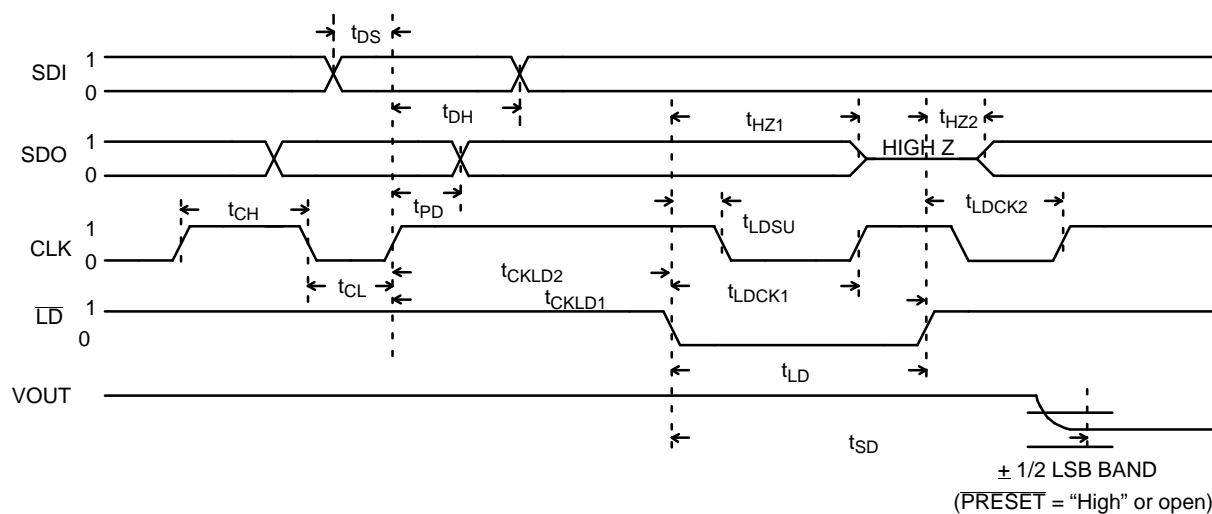 tDS
SDI 1
0
tDH
tHZ1
tHZ2
SDO 1
0
HIGH Z
tCH
tPD
tLDSU
tLDCK2
CLK 1
0
tCL
tCKLD2
tLDCK1
tCKLD1
LD 1
0
tLD
VOUT
tSD
± 1/2 LSB BAND
(PRESET = “High” or open)